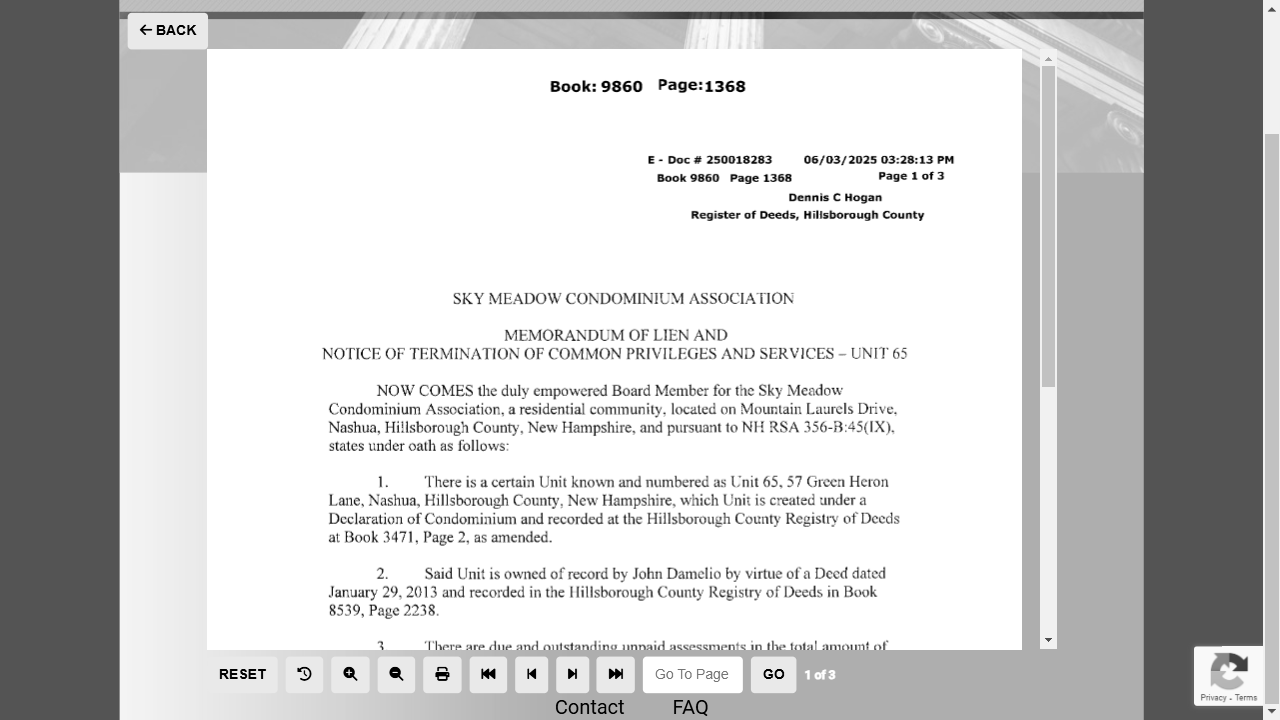 BACK
Book: 9860 Page:1368
E - Doc # 250018283 06/03/2025 03:28:13 PM
Book 9860 Page 1368 Page 1 of 3
Dennis C Hogan
Register of Deeds, Hillsborough County
SKY MEADOW CONDOMINIUM ASSOCIATION
MEMORANDUM OF LIEN AND
NOTICE OF TERMINATION OF COMMON PRIVILEGES AND SERVICES – UNIT 65
NOW COMES the duly empowered Board Member for the Sky Meadow
Condominium Association, a residential community, located on Mountain Laurels Drive,
Nashua, Hillsborough County, New Hampshire, and pursuant to NH RSA 356-B:45(IX),
states under oath as follows:
1. There is a certain Unit known and numbered as Unit 65, 57 Green Heron
Lane, Nashua, Hillsborough County, New Hampshire, which Unit is created under a
Declaration of Condominium and recorded at the Hillsborough County Registry of Deeds
at Book 3471, Page 2, as amended.
2. Said Unit is owned of record by John Damelio by virtue of a Deed dated
January 29, 2013 and recorded in the Hillsborough County Registry of Deeds in Book
8539, Page 2238.
3. There are due and outstanding unpaid assessments in the total amount of
RESET Go To Page GO 1 of 3
Privacy - Terms
Contact FAQ